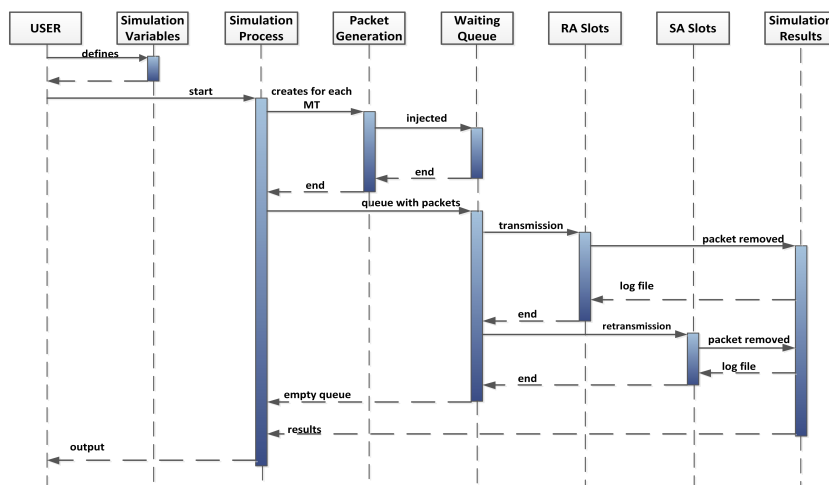 USER
Simulation
Variables
Simulation
Process
Packet
Generation
Waiting
Queue
RA Slots
SA Slots
Simulation
Results
defines
start
creates for each
MT
injected
end
end
queue with packets
transmission
packet removed
log file
end
retransmission
packet removed
log file
end
empty queue
results
output